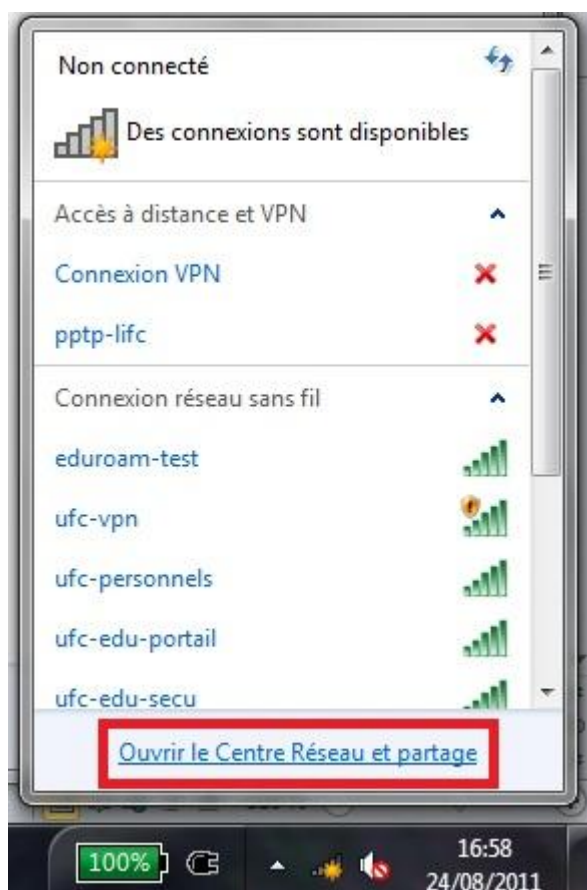 Non connecté
Des connexions sont disponibles
Accès à distance et VPN
Connexion VPN
pptp-lifc
Connexion réseau sans fil
eduroam-test
ufc-vpn
ufc-personnels
ufc-edu-portail
ufc-edu-secu
Ouvrir le Centre Réseau et partage
100%
16:58
24/08/2011